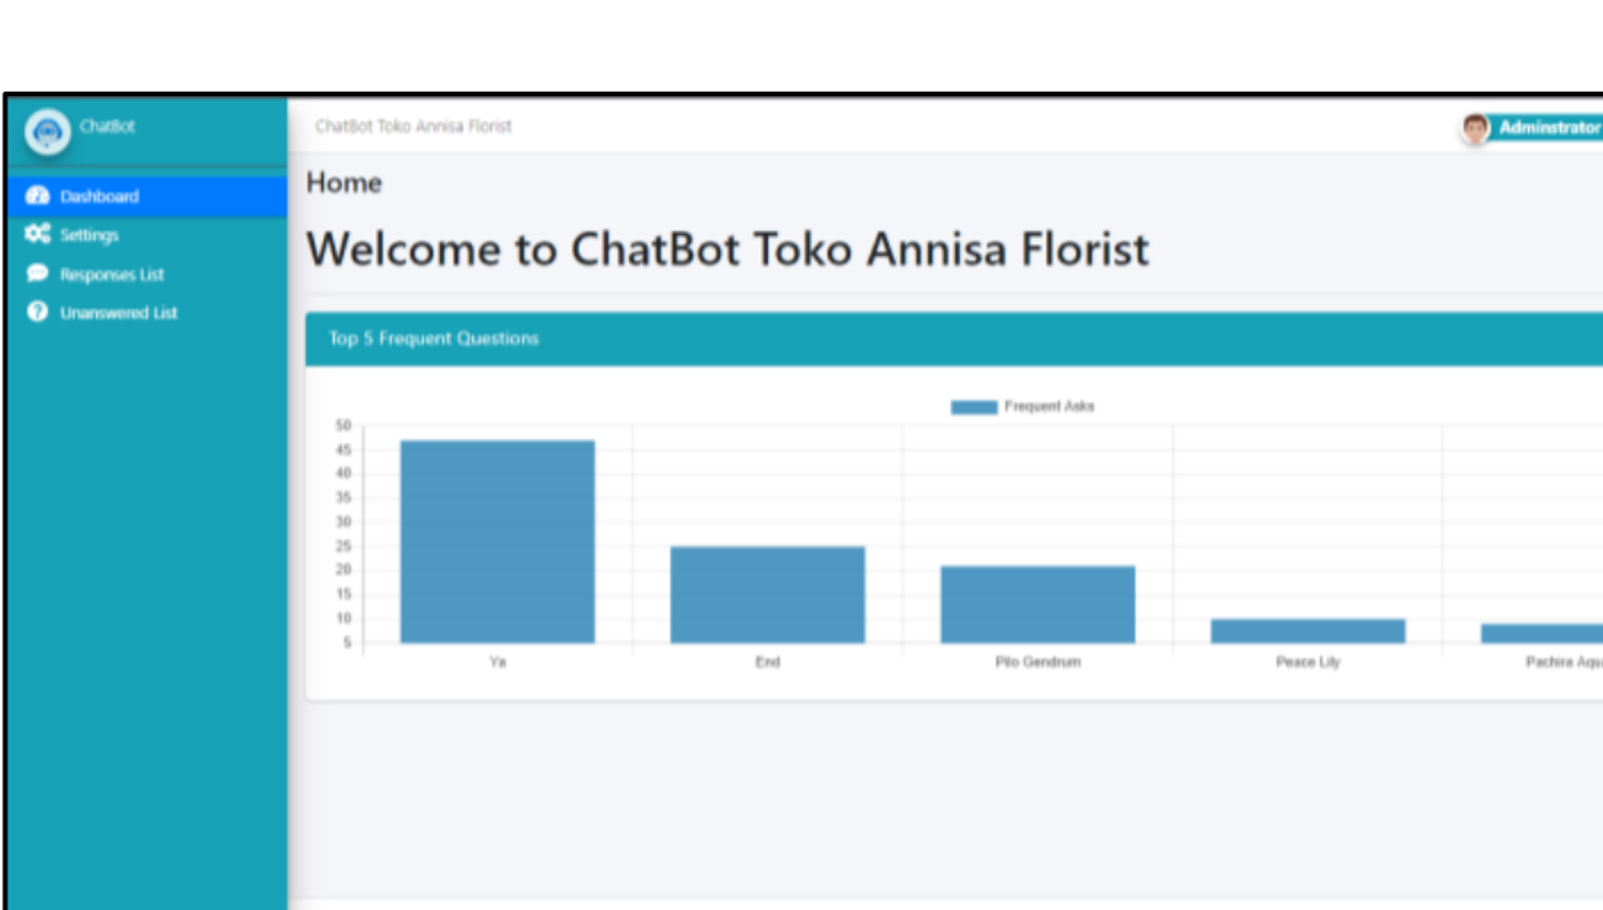 ChatBot
ChatBot Toko Annisa Florist
Adminstrator
Dashboard
Settings
Responses List
Unanswered List
Home
Welcome to ChatBot Toko Annisa Florist
Top 5 Frequent Questions
Frequent Asks
50
45
40
35
30
25
20
15
10
5
Ya
End
Pilo Gendrum
Peace Lily
Pachira Aqu